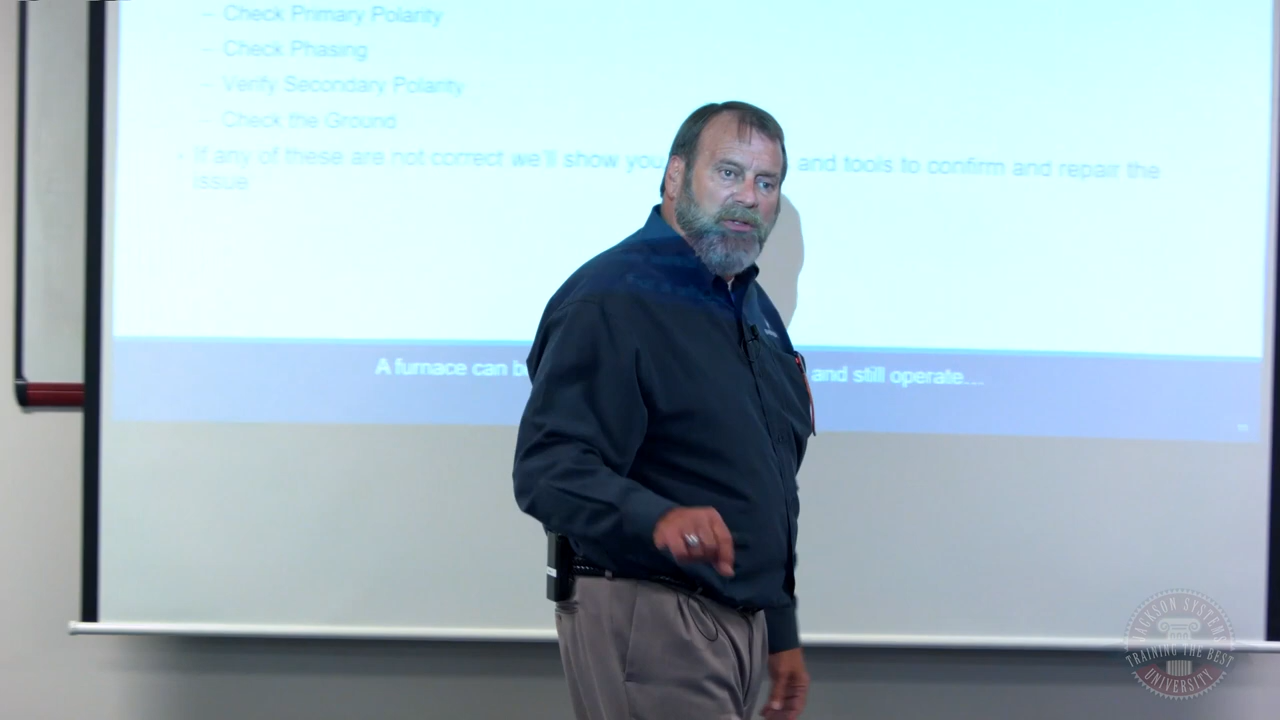 – Check Primary Polarity
– Check Phasing
– Verify Secondary Polarity
– Check the Ground
• If any of these are not correct we'll show you and tools to confirm and repair the
issue
A furnace can b and still operate…
JACKSON SYSTEMS
TRAINING THE BEST
UNIVERSITY